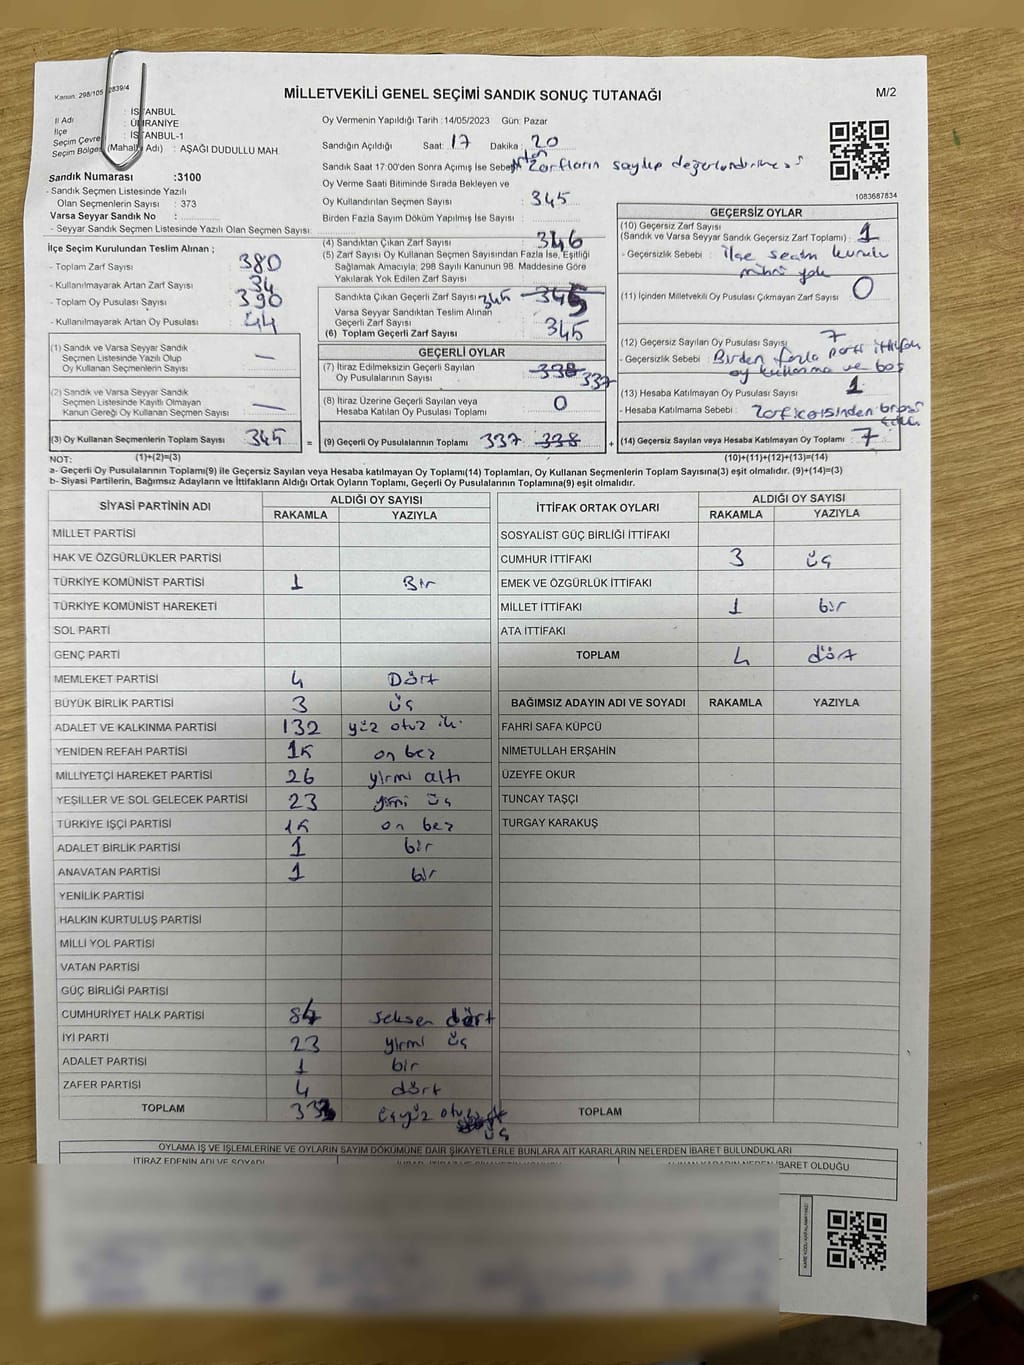 Kanun: 298/105 2839/4
MİLLETVEKİLİ GENEL SEÇİMİ SANDIK SONUÇ TUTANAĞI
M/2
İl Adı : İSTANBUL
İlçe : ÜMRANİYE
Seçim Çevre : İSTANBUL-1
Seçim Bölge (Mahal Adı) : AŞAĞI DUDULLU MAH.
Sandık Numarası :3100
- Sandık Seçmen Listesinde Yazılı
Olan Seçmenlerin Sayısı : 373
Varsa Seyyar Sandık No :
- Seyyar Sandık Seçmen Listesinde Yazılı Olan Seçmen Sayısı:
Oy Vermenin Yapıldığı Tarih :14/05/2023 Gün: Pazar
Sandığın Açıldığı Saat: 17 Dakika: 20
Sandık Saat 17:00'den Sonra Açılmış İse Sebebi Artan zarfların sayılıp değerlendirilmesi
Oy Verme Saati Bitiminde Sırada Bekleyen ve
Oy Kullandırılan Seçmen Sayısı : 345
Birden Fazla Sayım Döküm Yapılmış İse Sayısı :
1083687834
İlçe Seçim Kurulundan Teslim Alınan ;
- Toplam Zarf Sayısı : 380
- Kullanılmayarak Artan Zarf Sayısı : 34
- Toplam Oy Pusulası Sayısı : 390
- Kullanılmayarak Artan Oy Pusulası : 44
(1) Sandık ve Varsa Seyyar Sandık
Seçmen Listesinde Yazılı Olup
Oy Kullanan Seçmenlerin Sayısı : —
(2) Sandık ve Varsa Seyyar Sandık
Seçmen Listesinde Kayıtlı Olmayan
Kanun Gereği Oy Kullanan Seçmen Sayısı : —
(3) Oy Kullanan Seçmenlerin Toplam Sayısı : 345 =
(4) Sandıktan Çıkan Zarf Sayısı : 346
(5) Zarf Sayısı Oy Kullanan Seçmen Sayısından Fazla İse, Eşitliği
Sağlamak Amacıyla; 298 Sayılı Kanunun 98. Maddesine Göre
Yakılarak Yok Edilen Zarf Sayısı :
Sandıkta Çıkan Geçerli Zarf Sayısı : 345 345
Varsa Seyyar Sandıktan Teslim Alınan
Geçerli Zarf Sayısı :
(6) Toplam Geçerli Zarf Sayısı : 345
GEÇERLİ OYLAR
(7) İtiraz Edilmeksizin Geçerli Sayılan
Oy Pusulalarının Sayısı : 338 337
(8) İtiraz Üzerine Geçerli Sayılan veya
Hesaba Katılan Oy Pusulası Toplamı : 0
(9) Geçerli Oy Pusulalarının Toplamı : 337 338 +
GEÇERSİZ OYLAR
(10) Geçersiz Zarf Sayısı
(Sandık ve Varsa Seyyar Sandık Geçersiz Zarf Toplamı) : 1
- Geçersizlik Sebebi : ilçe seçim kurulu
mührü yok
(11) İçinden Milletvekili Oy Pusulası Çıkmayan Zarf Sayısı : 0
(12) Geçersiz Sayılan Oy Pusulası Sayısı : 7
- Geçersizlik Sebebi : Birden fazla parti ittifak
oy kullanma ve boş
(13) Hesaba Katılmayan Oy Pusulası Sayısı : 1
- Hesaba Katılmama Sebebi :
(14) Geçersiz Sayılan veya Hesaba Katılmayan Oy Toplamı : 7
NOT: (1)+(2)=(3)
(10)+(11)+(12)+(13)=(14)
a- Geçerli Oy Pusulalarının Toplamı(9) ile Geçersiz Sayılan veya Hesaba Katılmayan Oy Toplamı(14) Toplamları, Oy Kullanan Seçmenlerin Toplam Sayısına(3) eşit olmalıdır. (9)+(14)=(3)
b- Siyasi Partilerin, Bağımsız Adayların ve İttifakların Aldığı Ortak Oyların Toplamı, Geçerli Oy Pusulalarının Toplamına(9) eşit olmalıdır.
SİYASİ PARTİNİN ADI ALDIĞI OY SAYISI
RAKAMLA YAZIYLA
MİLLET PARTİSİ
HAK VE ÖZGÜRLÜKLER PARTİSİ
TÜRKİYE KOMÜNİST PARTİSİ 1 Bir
TÜRKİYE KOMÜNİST HAREKETİ
SOL PARTİ
GENÇ PARTİ
MEMLEKET PARTİSİ 4 Dört
BÜYÜK BİRLİK PARTİSİ 3 üç
ADALET VE KALKINMA PARTİSİ 132 yüz otuz iki
YENİDEN REFAH PARTİSİ 15 on beş
MİLLİYETÇİ HAREKET PARTİSİ 26 yirmi altı
YEŞİLLER VE SOL GELECEK PARTİSİ 23 yirmi üç
TÜRKİYE İŞÇİ PARTİSİ 15 on beş
ADALET BİRLİK PARTİSİ 1 bir
ANAVATAN PARTİSİ 1 bir
YENİLİK PARTİSİ
HALKIN KURTULUŞ PARTİSİ
MİLLİ YOL PARTİSİ
VATAN PARTİSİ
GÜÇ BİRLİĞİ PARTİSİ
CUMHURİYET HALK PARTİSİ 84 seksen dört
İYİ PARTİ 23 yirmi üç
ADALET PARTİSİ 1 bir
ZAFER PARTİSİ 4 dört
TOPLAM 333 üçyüz otuz
üç
İTTİFAK ORTAK OYLARI ALDIĞI OY SAYISI
RAKAMLA YAZIYLA
SOSYALİST GÜÇ BİRLİĞİ İTTİFAKI
CUMHUR İTTİFAKI 3 üç
EMEK VE ÖZGÜRLÜK İTTİFAKI
MİLLET İTTİFAKI 1 bir
ATA İTTİFAKI
TOPLAM 4 dört
BAĞIMSIZ ADAYIN ADI VE SOYADI RAKAMLA YAZIYLA
FAHRİ SAFA KÜPCÜ
NİMETULLAH ERŞAHİN
ÜZEYFE OKUR
TUNCAY TAŞÇI
TURGAY KARAKUŞ
TOPLAM
OYLAMA İŞ VE İŞLEMLERİNE VE OYLARIN SAYIM DÖKÜMÜNE DAİR ŞİKAYETLERLE BUNLARA AİT KARARLARIN NELERDEN İBARET BULUNDUKLARI
İTİRAZ EDENİN ADI VE SOYADI
İBARET OLDUĞU